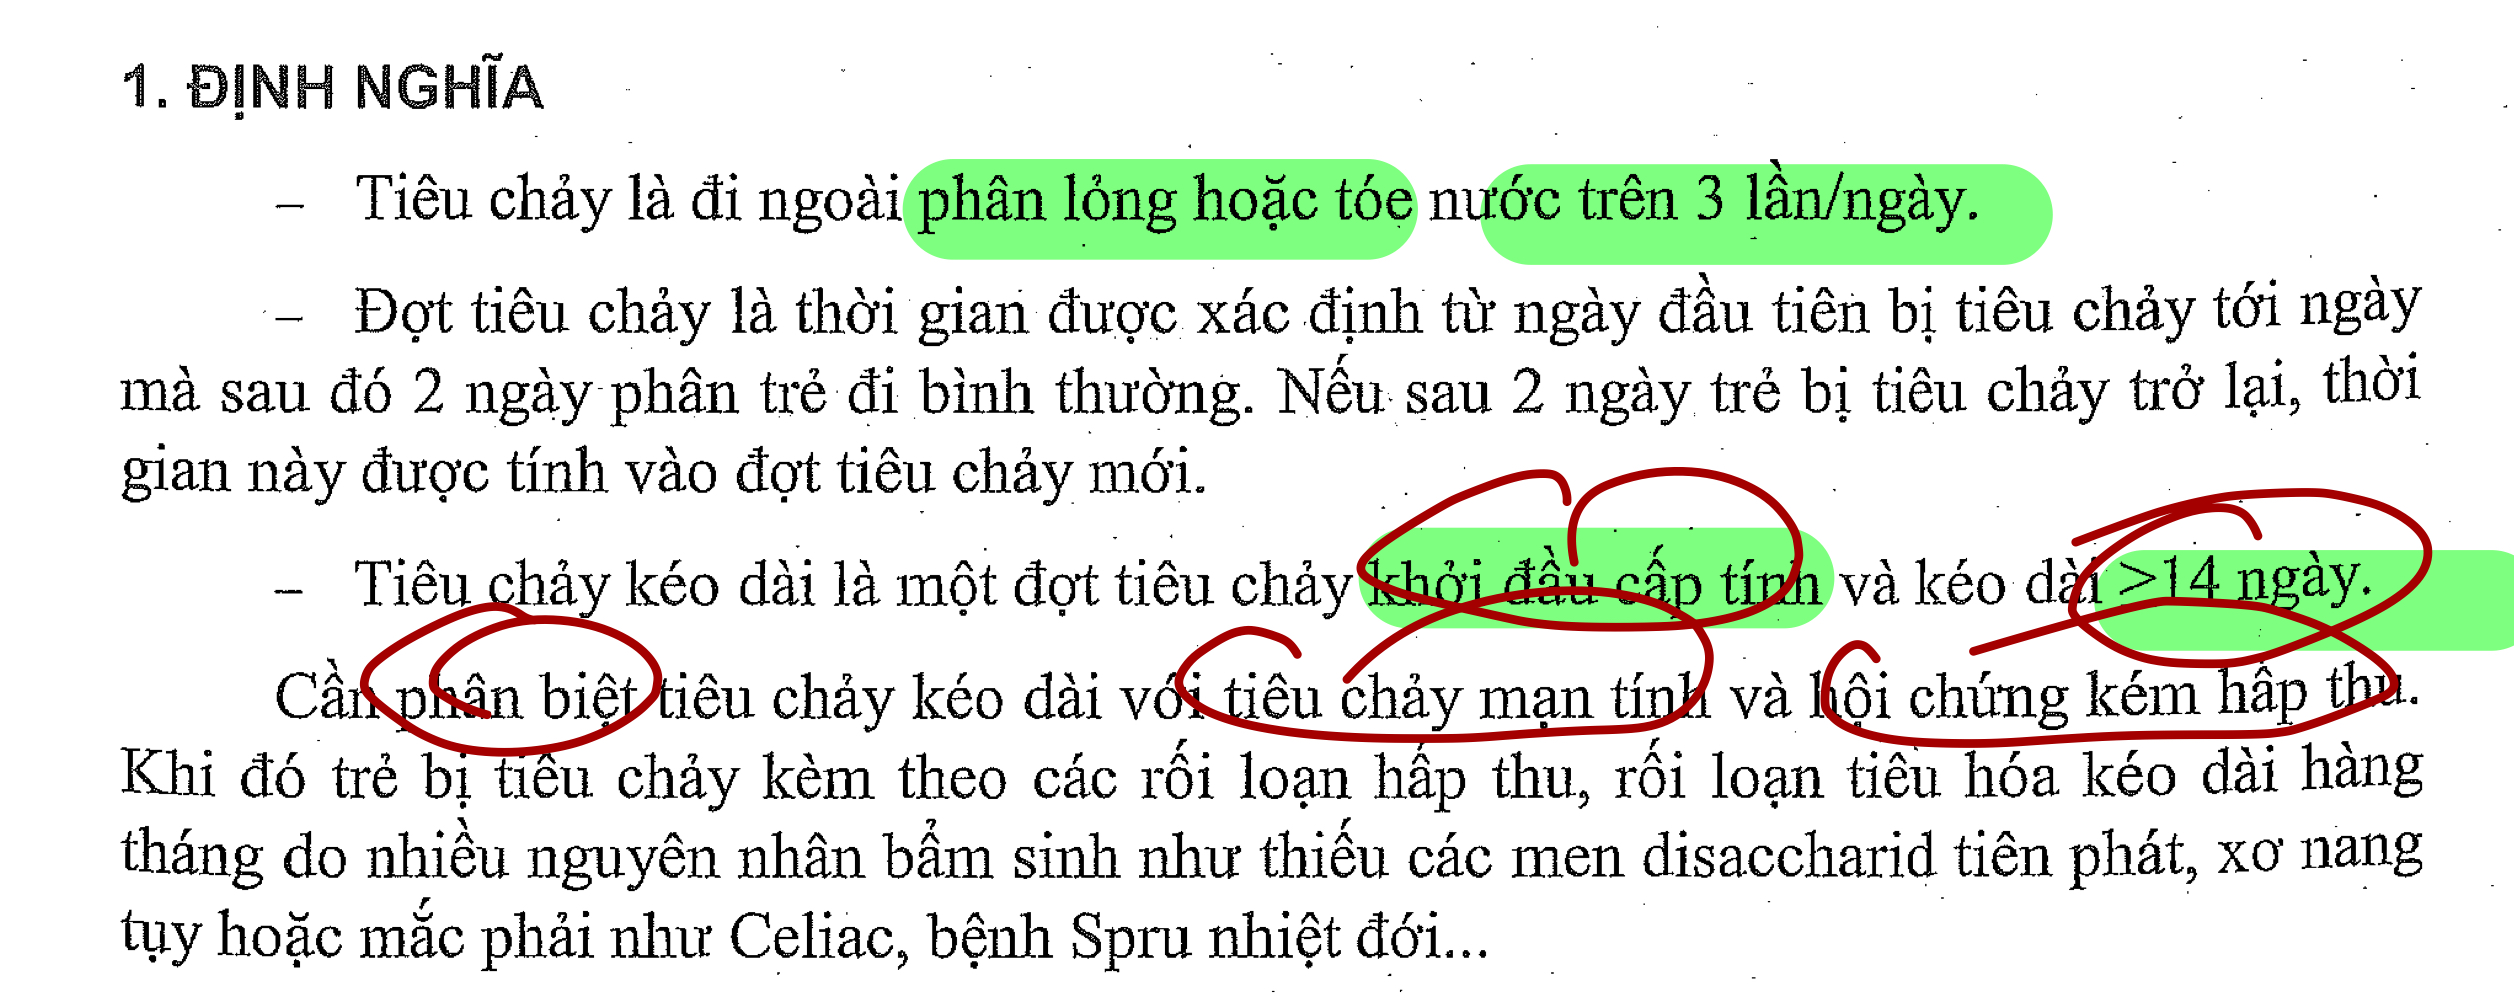 1. ĐỊNH NGHĨA
– Tiêu chảy là đi ngoài phân lỏng hoặc tóe nước trên 3 lần/ngày.
– Đợt tiêu chảy là thời gian được xác định từ ngày đầu tiên bị tiêu chảy tới ngày
mà sau đó 2 ngày phân trẻ đi bình thường. Nếu sau 2 ngày trẻ bị tiêu chảy trở lại, thời
gian này được tính vào đợt tiêu chảy mới.
– Tiêu chảy kéo dài là một đợt tiêu chảy khởi đầu cấp tính và kéo dài >14 ngày.
Cần phân biệt tiêu chảy kéo dài với tiêu chảy mạn tính và hội chứng kém hấp thu.
Khi đó trẻ bị tiêu chảy kèm theo các rối loạn hấp thu, rối loạn tiêu hóa kéo dài hàng
tháng do nhiều nguyên nhân bẩm sinh như thiếu các men disaccharid tiên phát, xơ nang
tụy hoặc mắc phải như Celiac, bệnh Spru nhiệt đới...